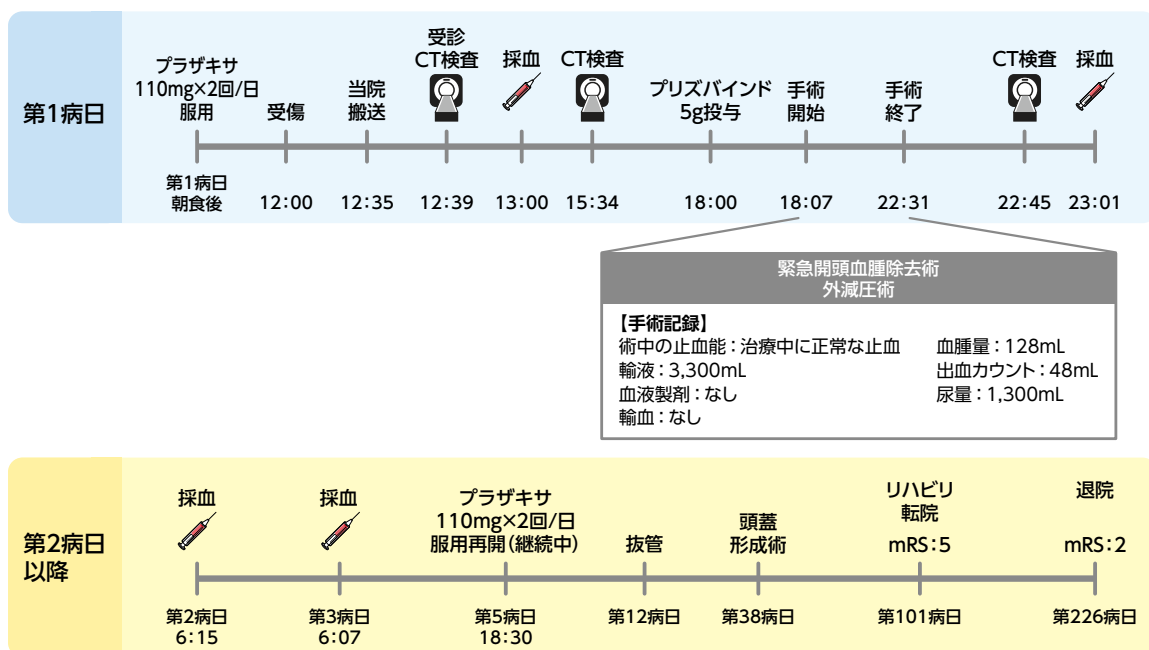 第1病日
プラザキサ
110mg×2回/日
服用
受傷
当院
搬送
受診
CT検査
採血
CT検査
プリズバインド
5g投与
手術
開始
手術
終了
CT検査
採血
第1病日
朝食後
12:00
12:35
12:39
13:00
15:34
18:00
18:07
22:31
22:45
23:01
緊急開頭血腫除去術
外減圧術
【手術記録】
術中の止血能：治療中に正常な止血
輸液：3,300mL
血液製剤：なし
輸血：なし
血腫量：128mL
出血カウント：48mL
尿量：1,300mL
第2病日
以降
採血
採血
プラザキサ
110mg×2回/日
服用再開（継続中）
抜管
頭蓋
形成術
リハビリ
転院
mRS：5
退院
mRS：2
第2病日
6:15
第3病日
6:07
第5病日
18:30
第12病日
第38病日
第101病日
第226病日